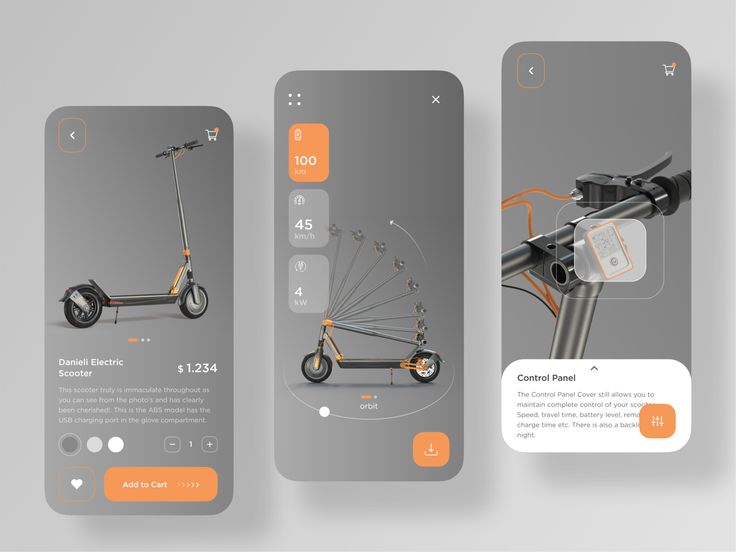 Danieli Electric
Scooter
$ 1.234
This scooter truly is immaculate throughout as
you can see from the photo's and has clearly
been cherished!. This is the ABS model has the
USB charging port in the glove compartment.
1
Add to Cart
100
km
45
km/h
4
kW
orbit
Control Panel
The Control Panel Cover still allows you to
maintain complete control of your scooter
Speed, travel time, battery level, rema
charge time etc. There is also a backl
night.